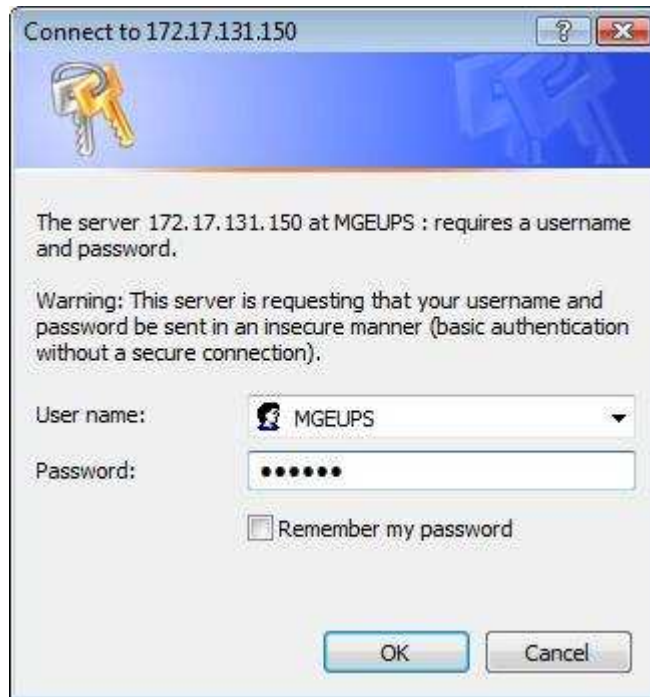 Connect to 172.17.131.150
?
The server 172.17.131.150 at MGEUPS : requires a username
and password.
Warning: This server is requesting that your username and
password be sent in an insecure manner (basic authentication
without a secure connection).
User name:
MGEUPS
Password:
••••••
Remember my password
OK
Cancel